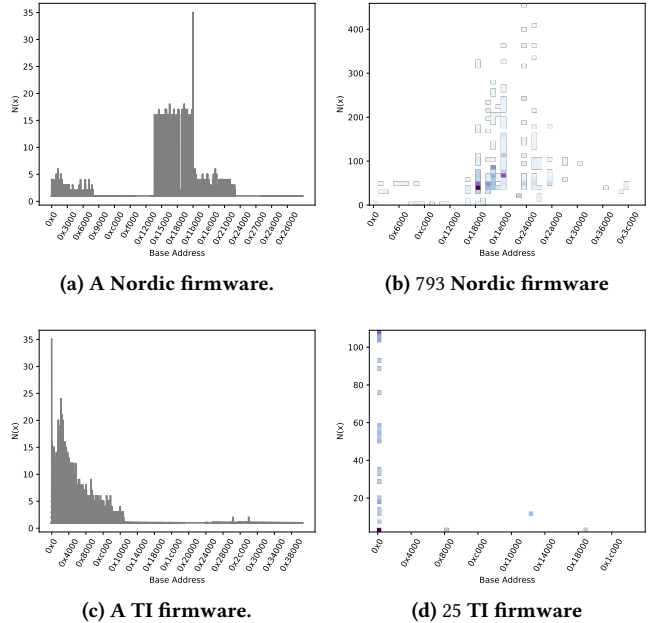 35
30
25
20
15
10
5
0
N(x)
0x0 0x3000 0x6000 0x9000 0xc000 0xf000 0x12000 0x15000 0x18000 0x1b000 0x1e000 0x21000 0x24000 0x27000 0x2a000 0x2d000
Base Address
(a) A Nordic firmware.
400
300
200
100
0
N(x)
0x0 0x6000 0xc000 0x12000 0x18000 0x1e000 0x24000 0x2a000 0x30000 0x36000 0x3c000
Base Address
(b) 793 Nordic firmware
35
30
25
20
15
10
5
0
N(x)
0x0 0x4000 0x8000 0xc000 0x10000 0x14000 0x18000 0x1c000 0x20000 0x24000 0x28000 0x2c000 0x30000 0x34000 0x38000
Base Address
(c) A TI firmware.
100
80
60
40
20
N(x)
0x0 0x4000 0x8000 0xc000 0x10000 0x14000 0x18000 0x1c000
Base Address
(d) 25 TI firmware